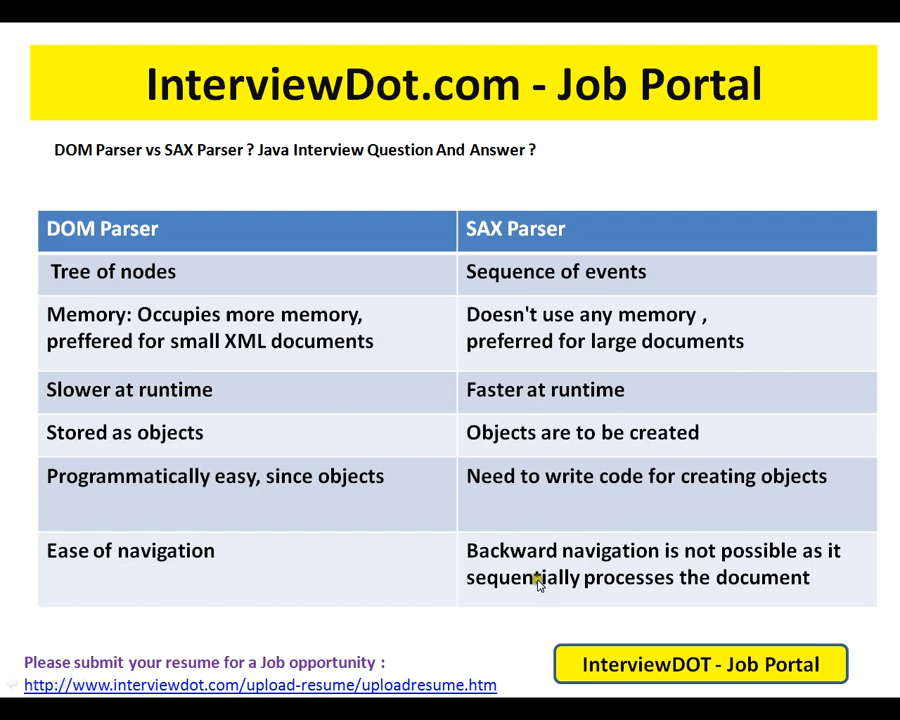 InterviewDot.com - Job Portal
DOM Parser vs SAX Parser ? Java Interview Question And Answer ?
DOM Parser
SAX Parser
Tree of nodes
Sequence of events
Memory: Occupies more memory,
preffered for small XML documents
Doesn't use any memory ,
preferred for large documents
Slower at runtime
Faster at runtime
Stored as objects
Objects are to be created
Programmatically easy, since objects
Need to write code for creating objects
Ease of navigation
Backward navigation is not possible as it
sequentially processes the document
Please submit your resume for a Job opportunity :
http://www.interviewdot.com/upload-resume/uploadresume.htm
InterviewDOT - Job Portal